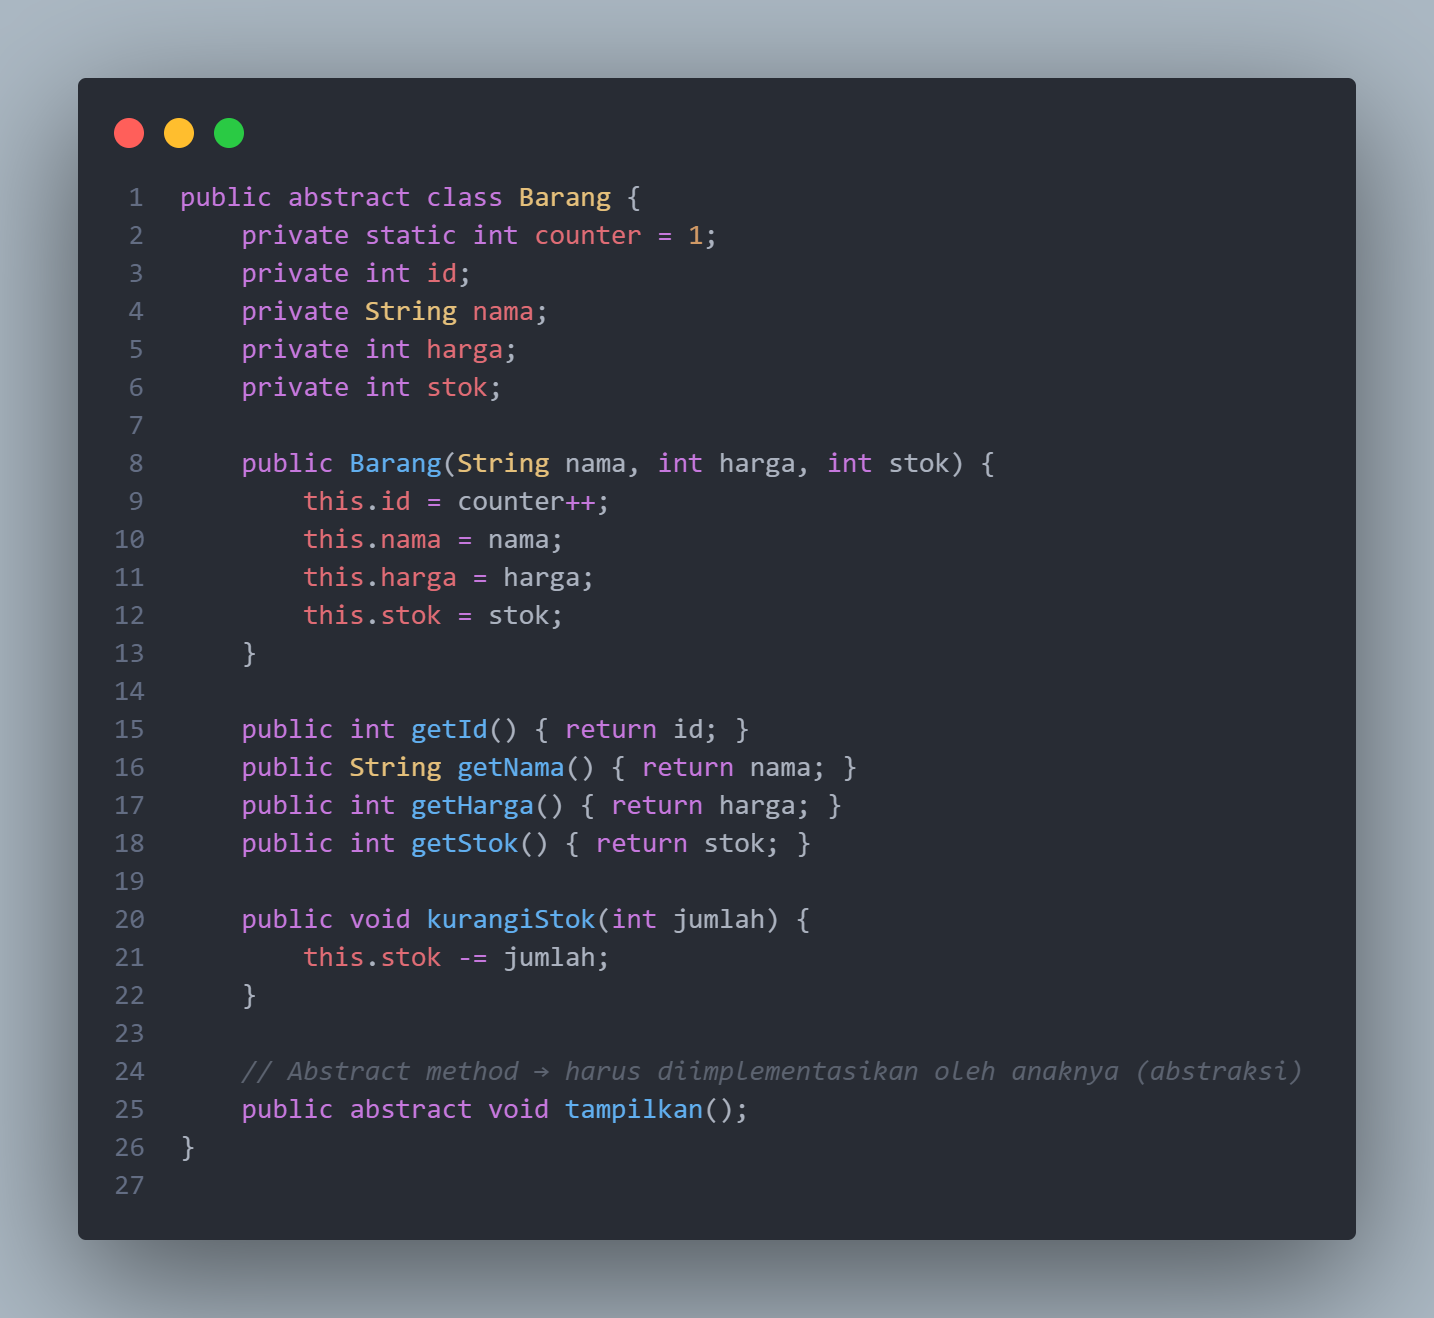 1 public abstract class Barang {
2     private static int counter = 1;
3     private int id;
4     private String nama;
5     private int harga;
6     private int stok;
7
8     public Barang(String nama, int harga, int stok) {
9         this.id = counter++;
10         this.nama = nama;
11         this.harga = harga;
12         this.stok = stok;
13     }
14
15     public int getId() { return id; }
16     public String getNama() { return nama; }
17     public int getHarga() { return harga; }
18     public int getStok() { return stok; }
19
20     public void kurangiStok(int jumlah) {
21         this.stok -= jumlah;
22     }
23
24     // Abstract method → harus diimplementasikan oleh anaknya (abstraksi)
25     public abstract void tampilkan();
26 }
27